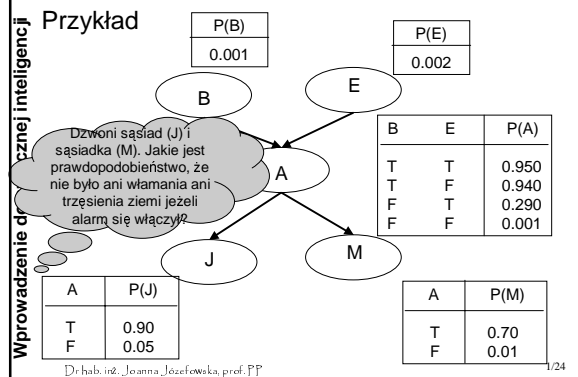 Przykład
Wprowadzenie do cznej inteligencji
P(B)
0.001
P(E)
0.002
B
E
Dzwoni sąsiad (J) i
sąsiadka (M). Jakie jest
prawdopodobieństwo, że
nie było ani włamania ani
trzęsienia ziemi jeżeli
alarm się włączył?
A
J
M
B E P(A)
T T 0.950
T F 0.940
F T 0.290
F F 0.001
A P(J)
T 0.90
F 0.05
A P(M)
T 0.70
F 0.01
Dr hab. inż. Joanna Józefowska, prof. PP
1/24